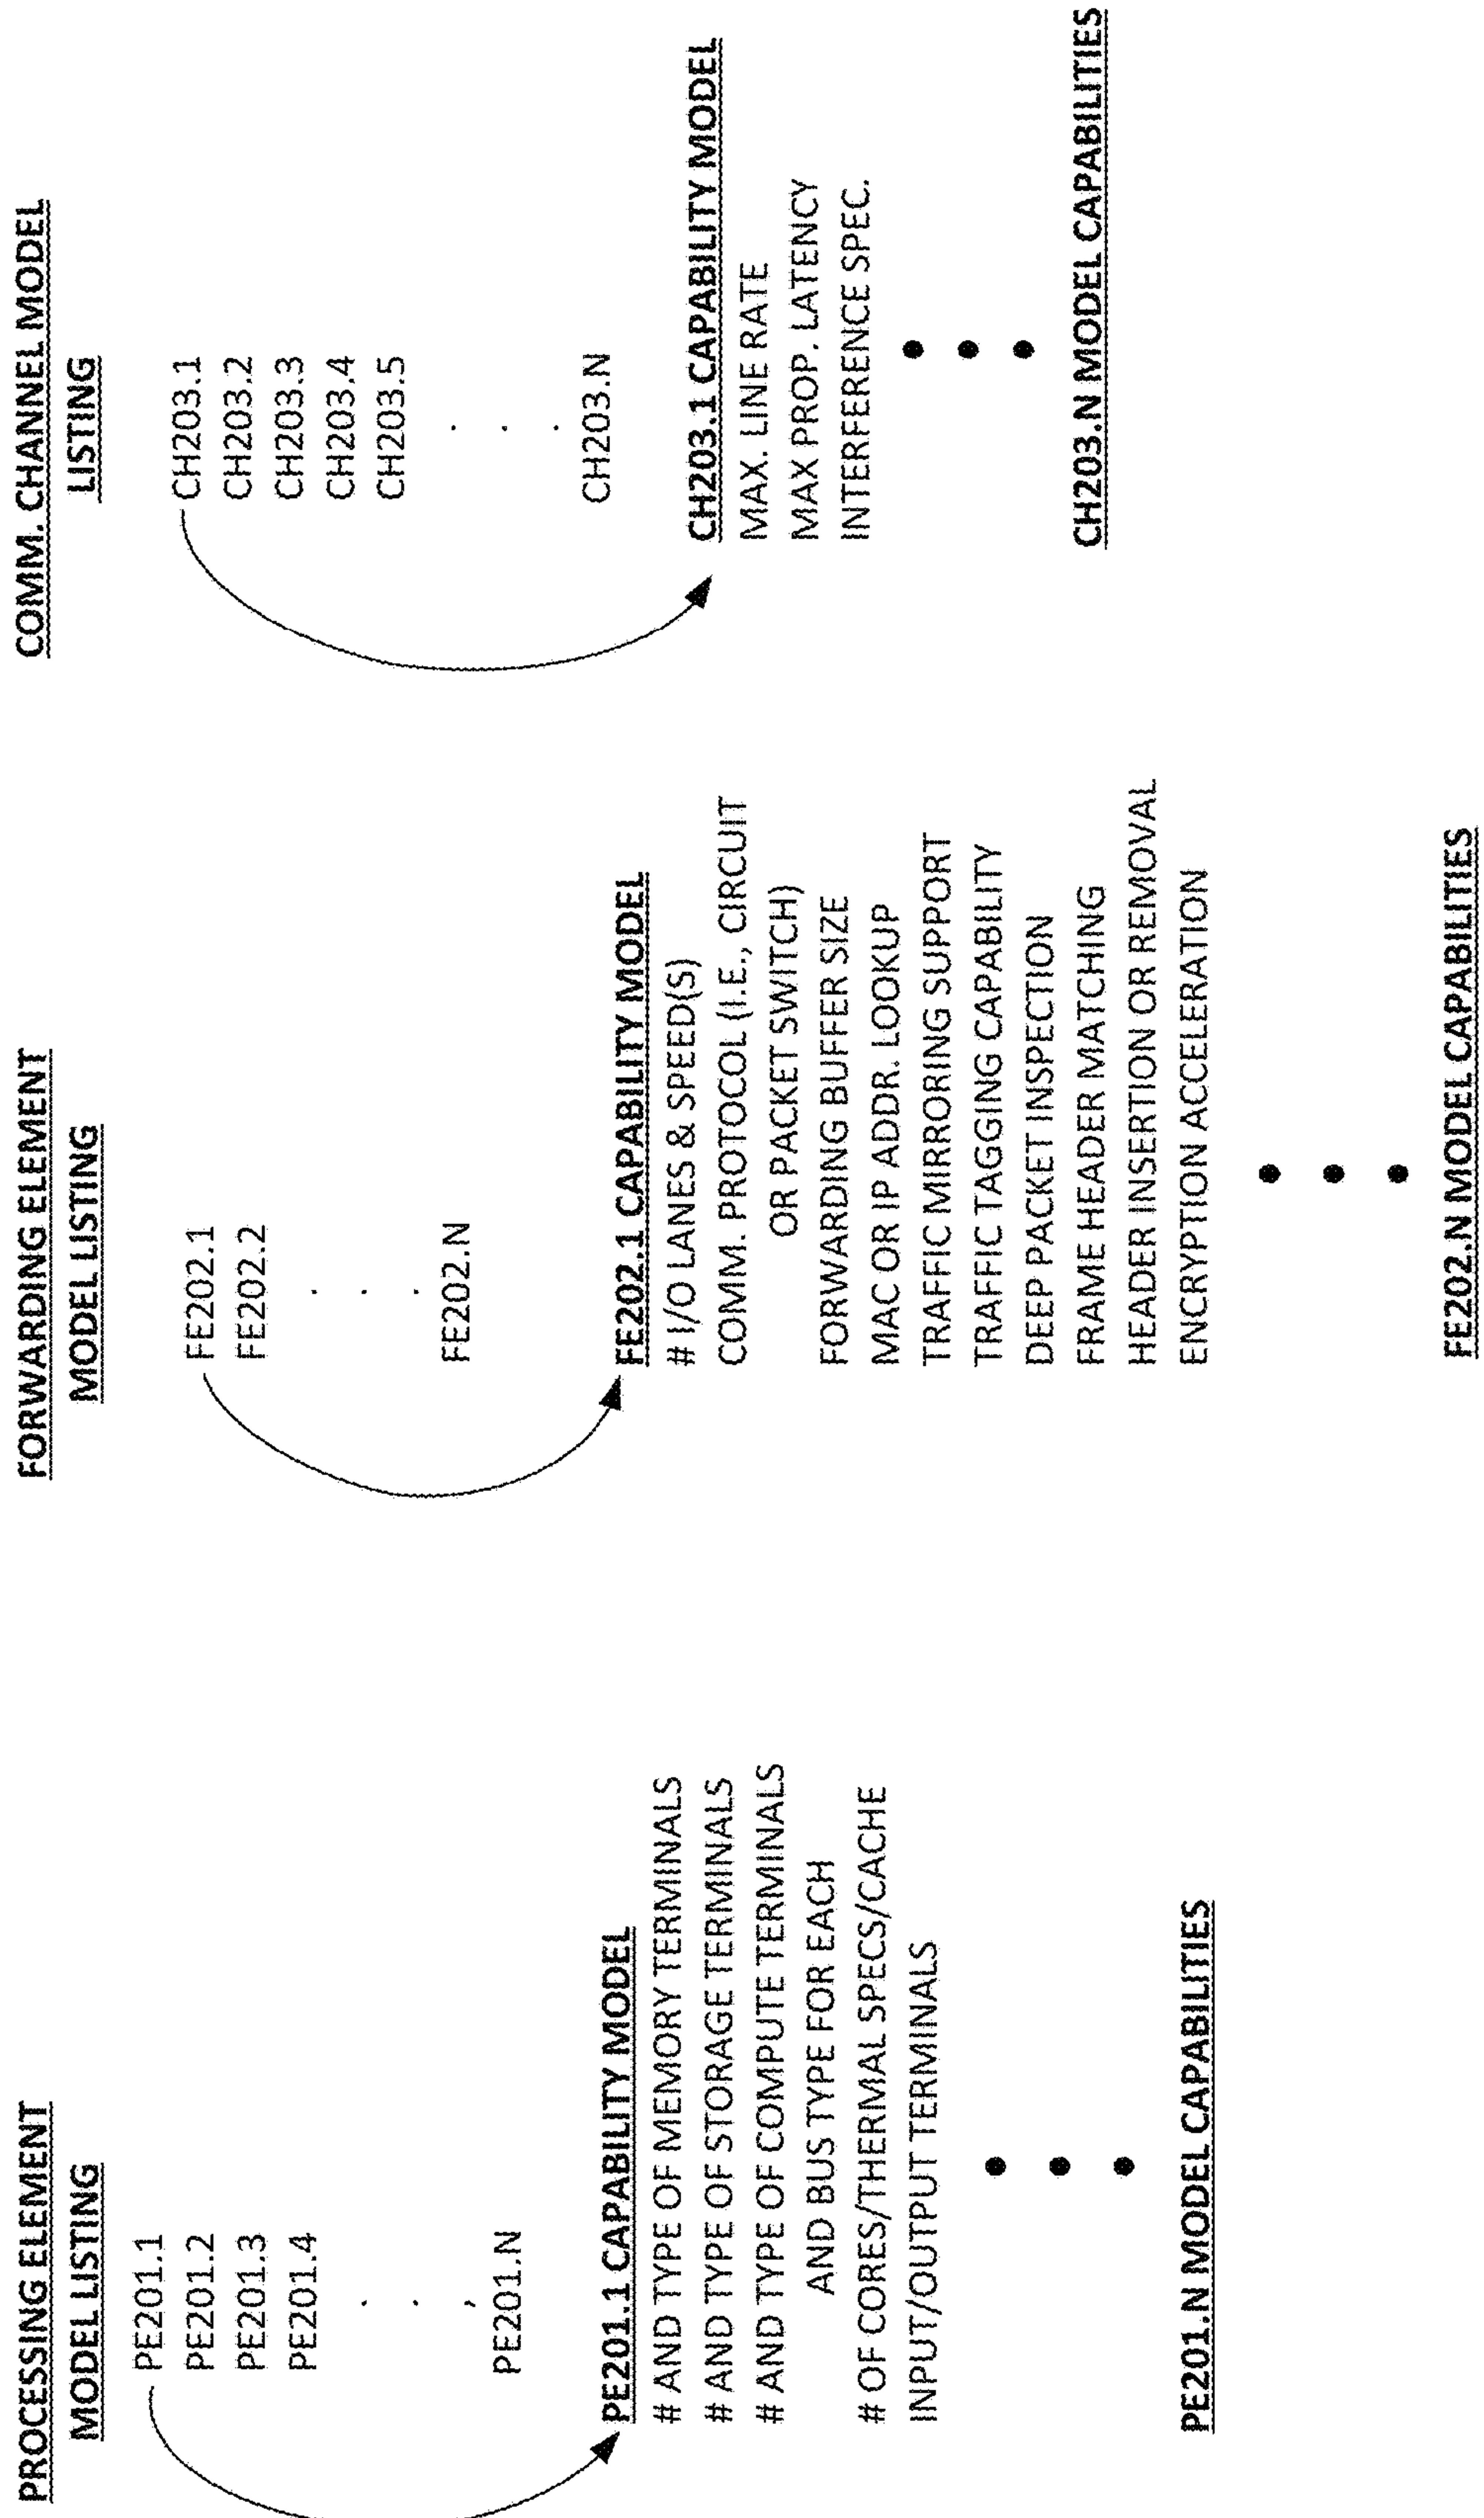 PROCESSING ELEMENT
MODEL LISTING
PE201.1
PE201.2
PE201.3
PE201.4
PE201.N
PE201.1 CAPABILITY MODEL
# AND TYPE OF MEMORY TERMINALS
# AND TYPE OF STORAGE TERMINALS
# AND TYPE OF COMPUTE TERMINALS
AND BUS TYPE FOR EACH
# OF CORES/THERMAL SPECS/CACHE
INPUT/OUTPUT TERMINALS
PE201.N MODEL CAPABILITIES
FORWARDING ELEMENT
MODEL LISTING
FE202.1
FE202.2
FE202.N
FE202.1 CAPABILITY MODEL
# I/O LANES & SPEED(S)
COMM. PROTOCOL (I.E., CIRCUIT
OR PACKET SWITCH)
FORWARDING BUFFER SIZE
MAC OR IP ADDR. LOOKUP
TRAFFIC MIRRORING SUPPORT
TRAFFIC TAGGING CAPABILITY
DEEP PACKET INSPECTION
FRAME HEADER MATCHING
HEADER INSERTION OR REMOVAL
ENCRYPTION ACCELERATION
FE202.N MODEL CAPABILITIES
COMM. CHANNEL MODEL
LISTING
CH203.1
CH203.2
CH203.3
CH203.4
CH203.5
CH203.N
CH203.1 CAPABILITY MODEL
MAX. LINE RATE
MAX PROP. LATENCY
INTERFERENCE SPEC.
CH203.N MODEL CAPABILITIES